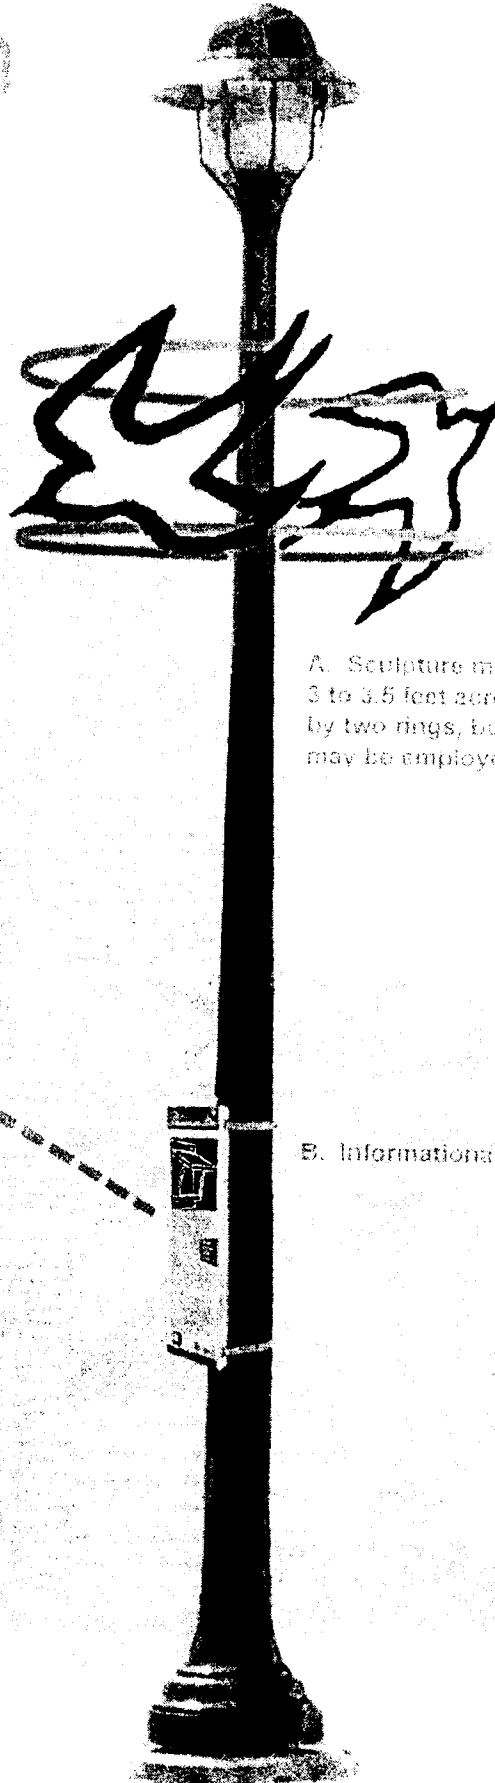 A. Sculpture m
3 to 3.5 feet acr
by two rings, bu
may be employe
B. Informationa